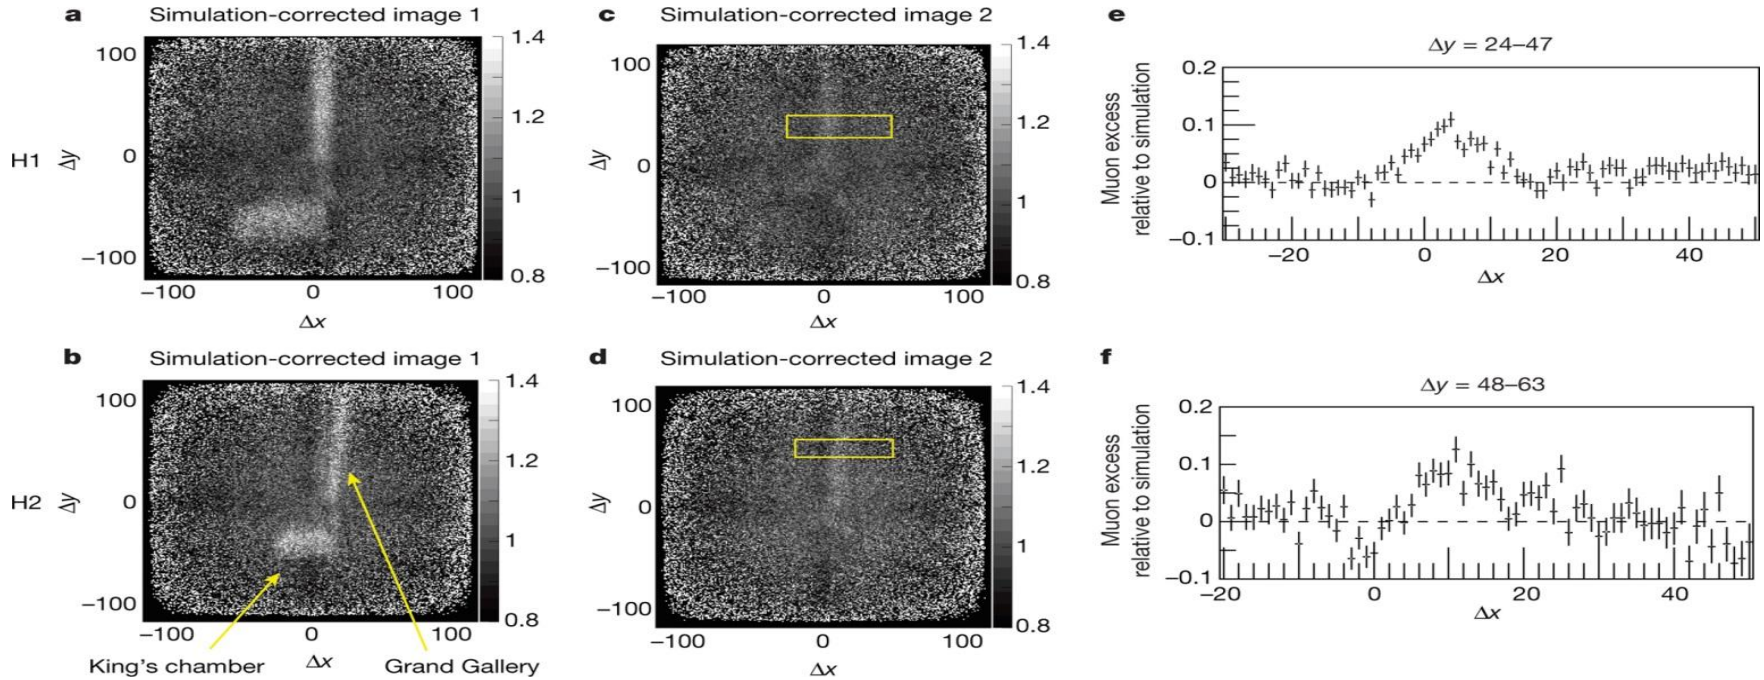 a Simulation-corrected image 1
H1
Δy
100
0
−100
1.4
1.2
1
0.8
−100 0 100
Δx
c Simulation-corrected image 2
Δy
100
0
−100
1.4
1.2
1
0.8
−100 0 100
Δx
e
Δy = 24–47
Muon excess
relative to simulation
0.2
0.1
0
−0.1
−20 0 20 40
Δx
b Simulation-corrected image 1
H2
Δy
100
0
−100
1.4
1.2
1
0.8
−100 0 100
King's chamber Δx Grand Gallery
d Simulation-corrected image 2
Δy
100
0
−100
1.4
1.2
1
0.8
−100 0 100
Δx
f
Δy = 48–63
Muon excess
relative to simulation
0.2
0.1
0
−0.1
−20 0 20 40
Δx